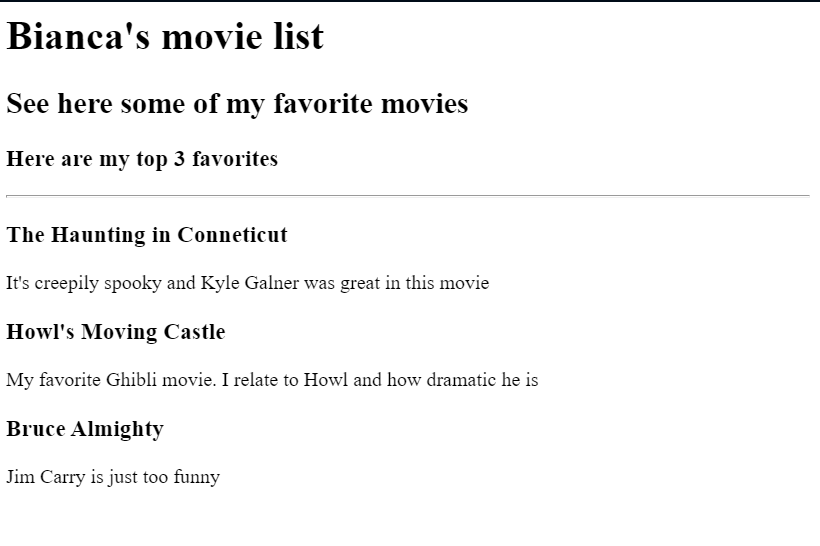 Bianca's movie list
See here some of my favorite movies
Here are my top 3 favorites
The Haunting in Conneticut
It's creepily spooky and Kyle Galner was great in this movie
Howl's Moving Castle
My favorite Ghibli movie. I relate to Howl and how dramatic he is
Bruce Almighty
Jim Carry is just too funny